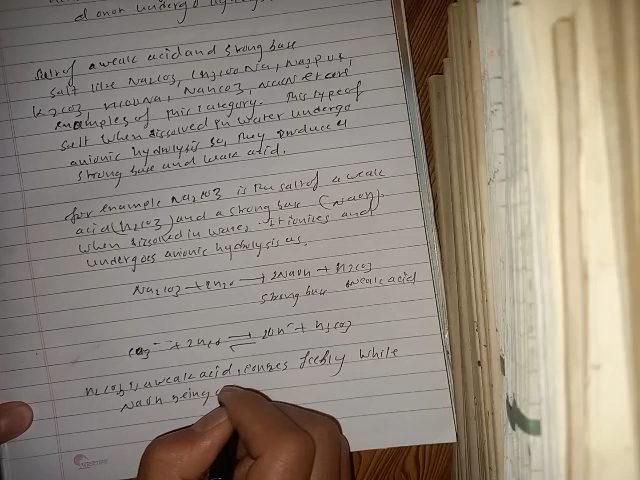 donor undergo
Salt of a weak acid and strong base
salt like Na2CO3, CH3COONa, Na3PO4,
K2CO3, HCOONa, NaHCO3, NaCN etc are
examples of this category. This type of
salt when dissolved in water undergo
anionic hydrolysis so, they produce a
strong base and weak acid.
for example Na2CO3 is the salt of a weak
acid (H2CO3) and a strong base (NaOH)
when dissolved in water, it ionizes and
undergoes anionic hydrolysis as,
Na2CO3 + 2H2O → 2NaOH + H2CO3
strong base weak acid
CO3-- + 2H2O ⇌ 2OH- + H2CO3
H2CO3, a weak acid, ionizes feebly while
NaOH being